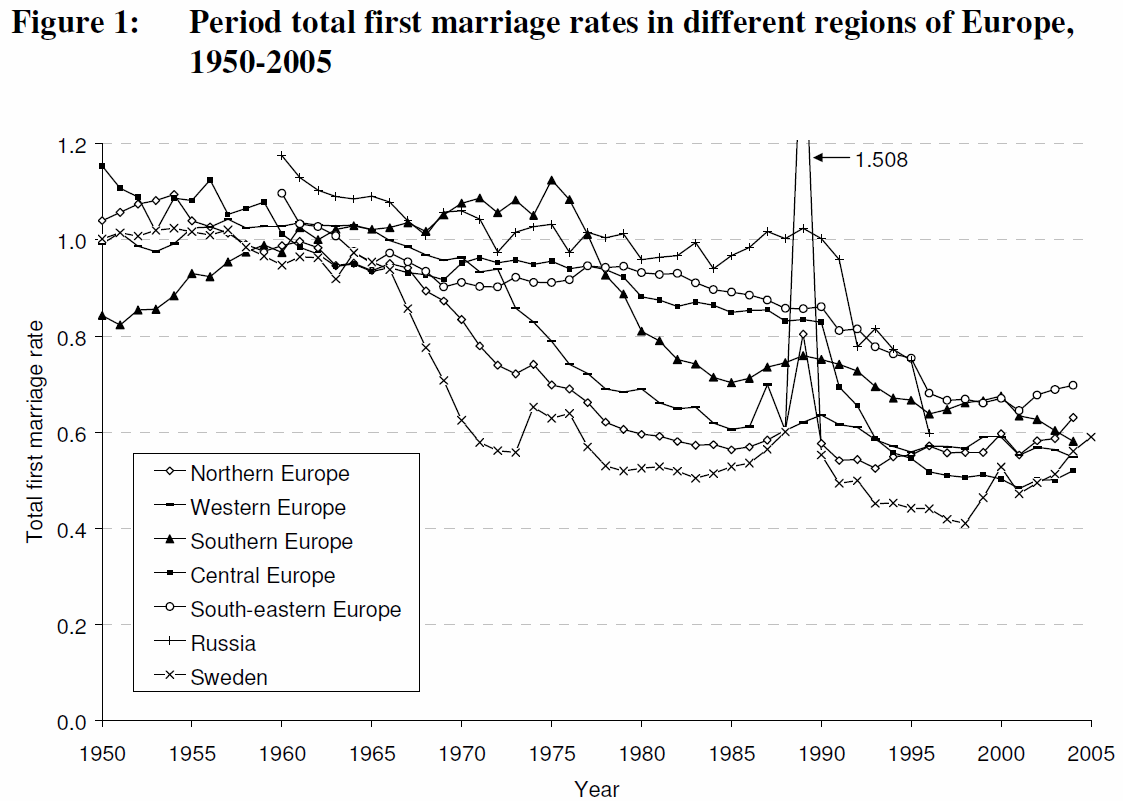 Figure 1: Period total first marriage rates in different regions of Europe,
1950-2005
1.2
1.0
0.8
0.6
0.4
0.2
0.0
Total first marriage rate
1.508
Northern Europe
Western Europe
Southern Europe
Central Europe
South-eastern Europe
Russia
Sweden
1950 1955 1960 1965 1970 1975 1980 1985 1990 1995 2000 2005
Year